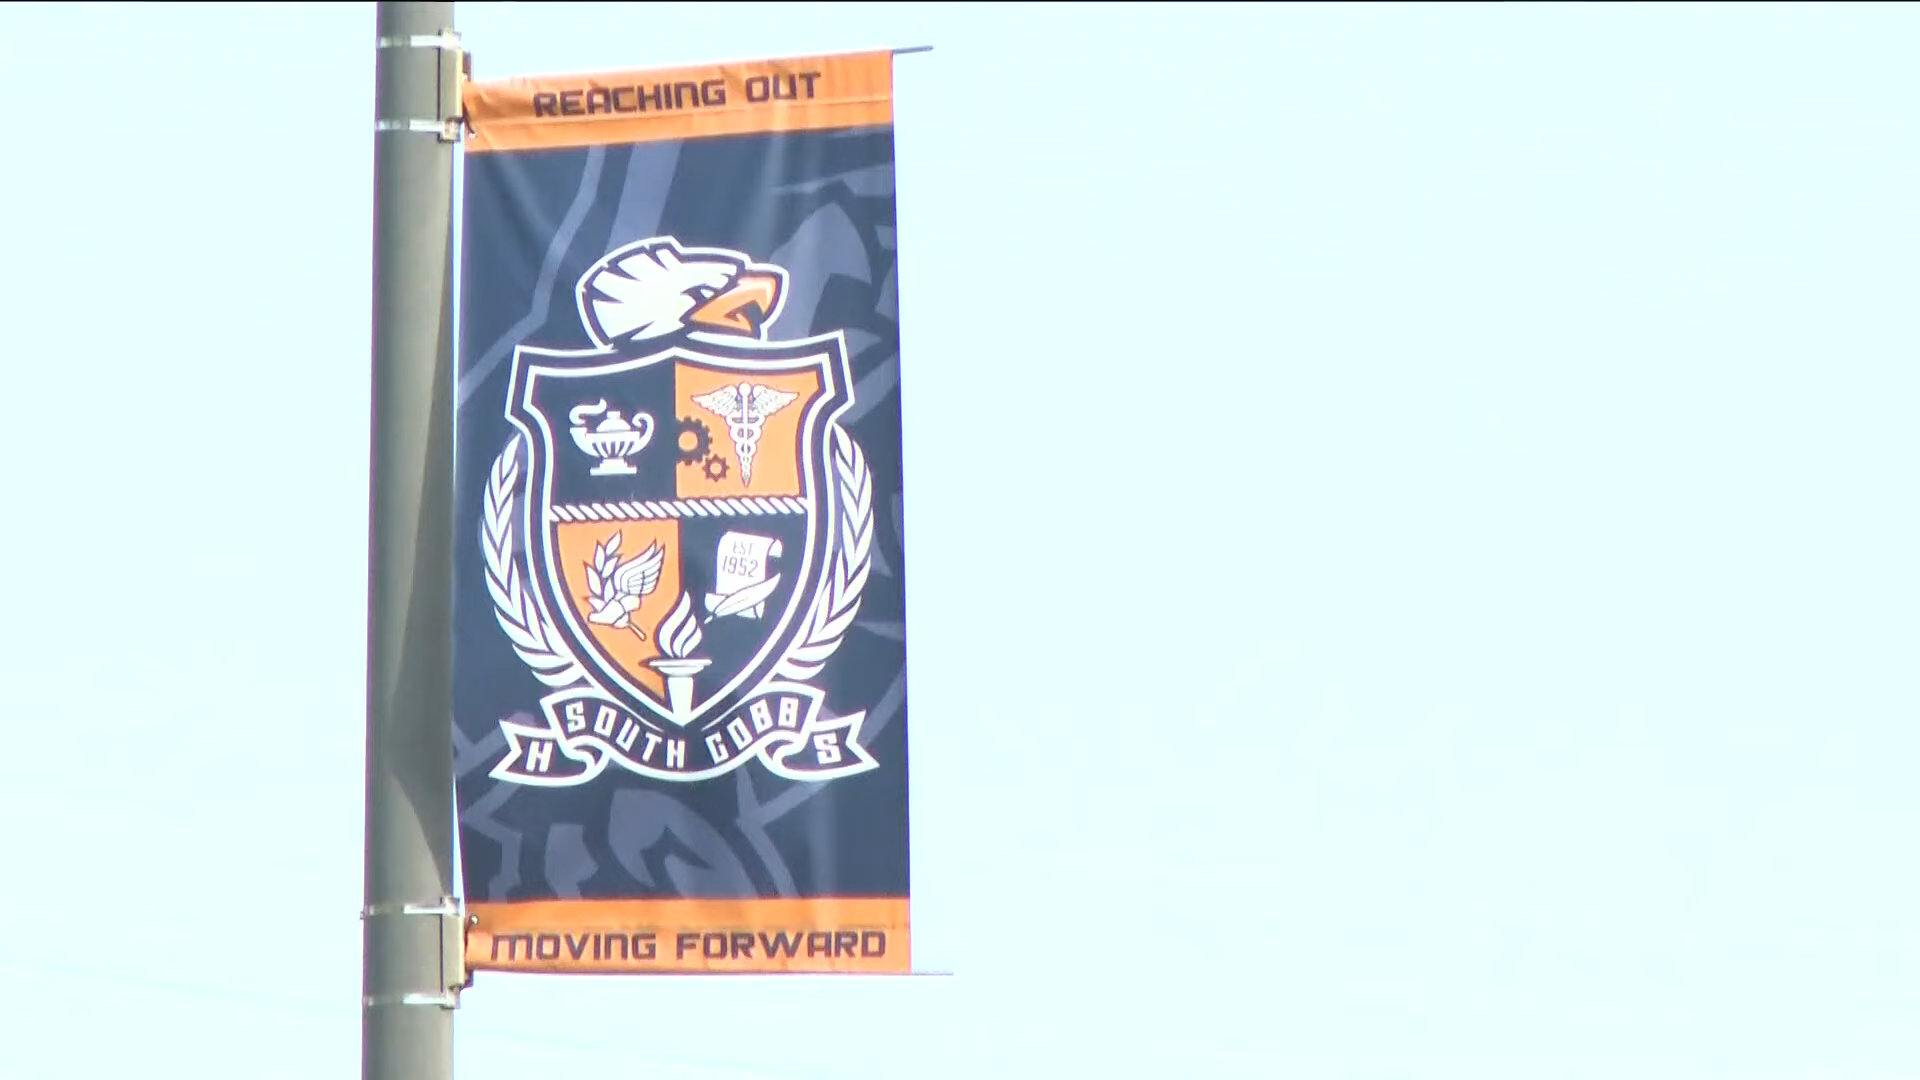 REACHING OUT
EST
1952
SOUTH COBB
H S
MOVING FORWARD